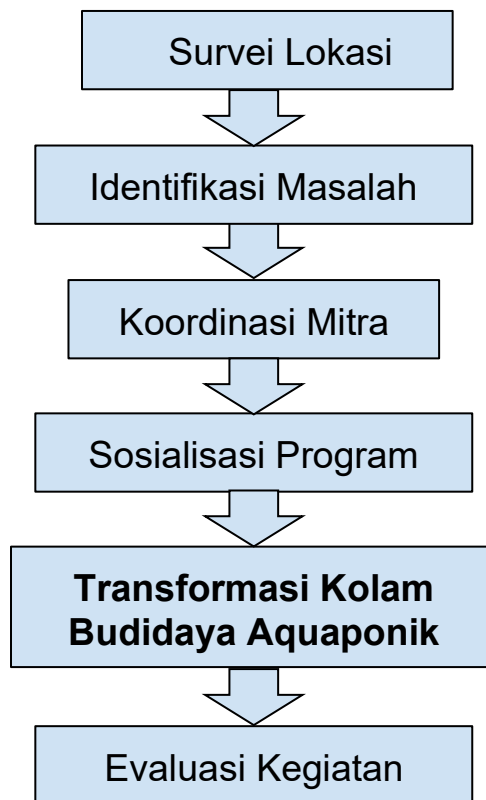 Survei Lokasi
Identifikasi Masalah
Koordinasi Mitra
Sosialisasi Program
Transformasi Kolam
Budidaya Aquaponik
Evaluasi Kegiatan